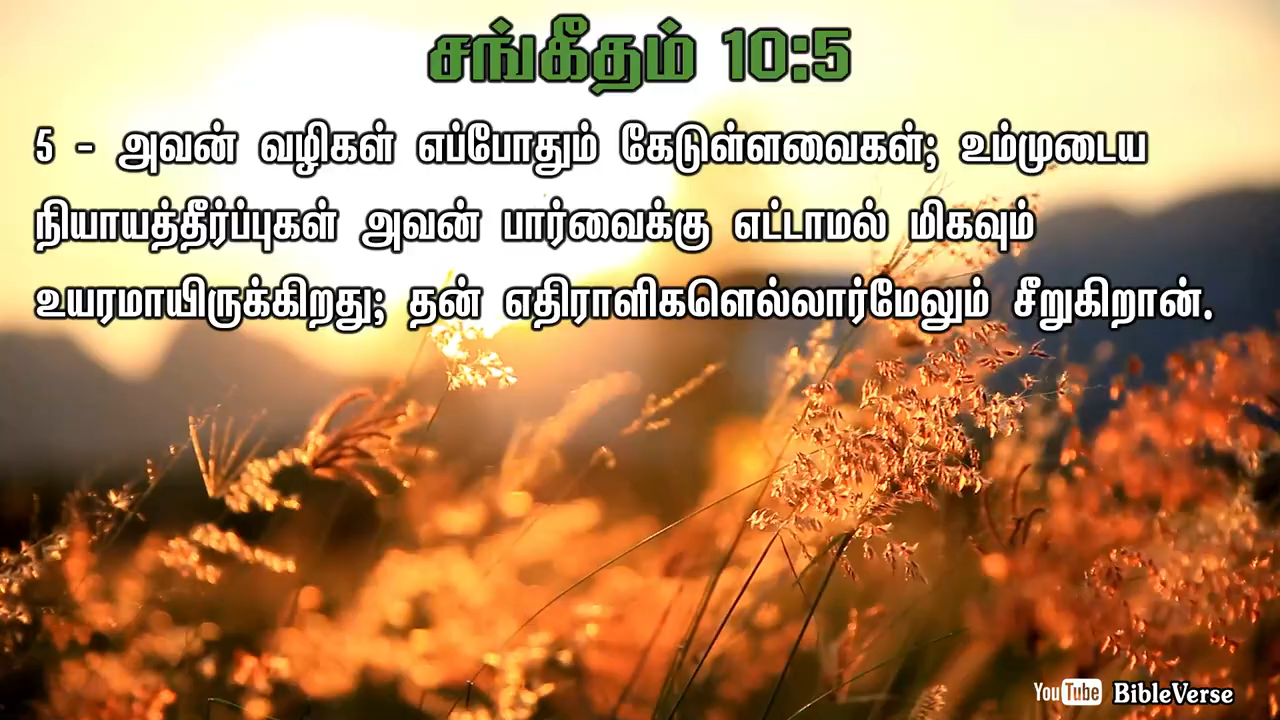 சங்கீதம் 10:5
5 - அவன் வழிகள் எப்போதும் கேடுள்ளவைகள்; உம்முடைய
நியாயத்தீர்ப்புகள் அவன் பார்வைக்கு எட்டாமல் மிகவும்
உயரமாயிருக்கிறது; தன் எதிராளிகளெல்லார்மேலும் சீறுகிறான்.
YouTube BibleVerse